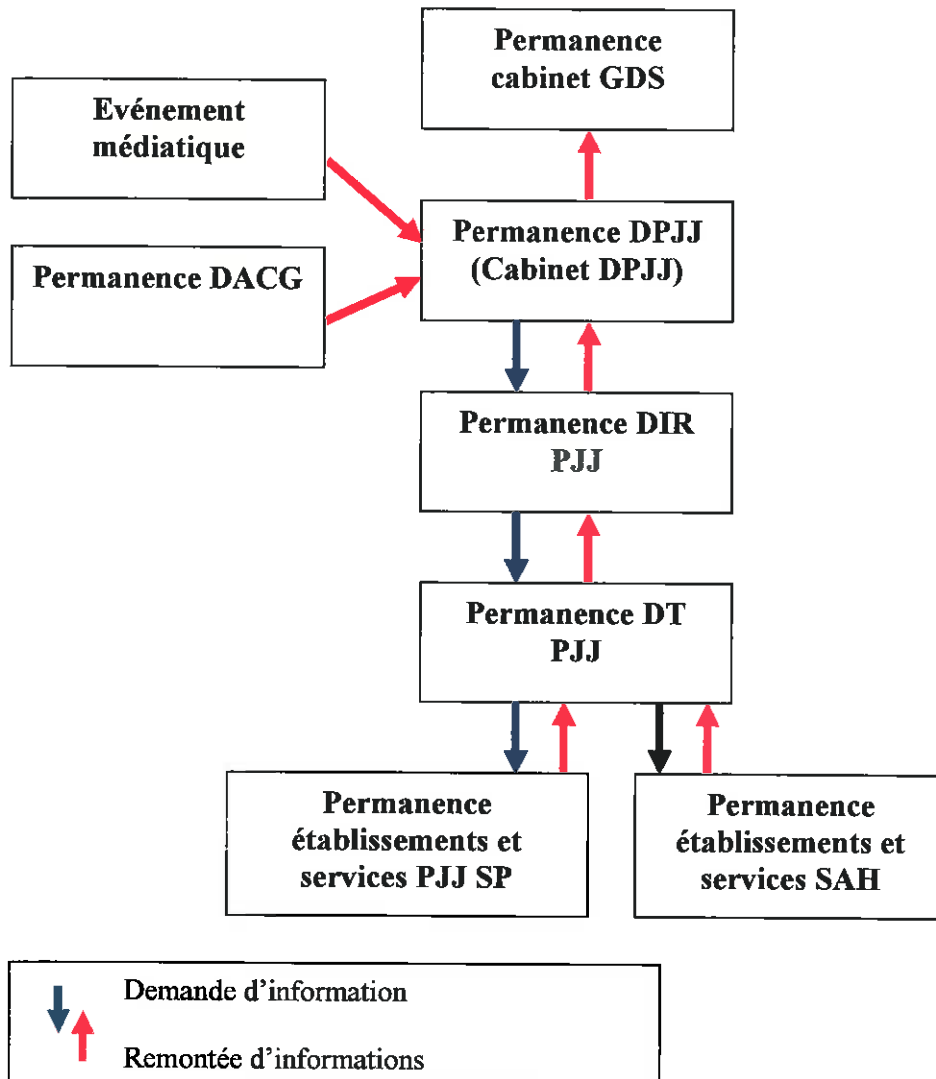 Permanence
cabinet GDS
Evénement
médiatique
Permanence DPJJ
(Cabinet DPJJ)
Permanence DACG
Permanence DIR
PJJ
Permanence DT
PJJ
Permanence
établissements et
services PJJ SP
Permanence
établissements et
services SAH
Demande d'information
Remontée d'informations